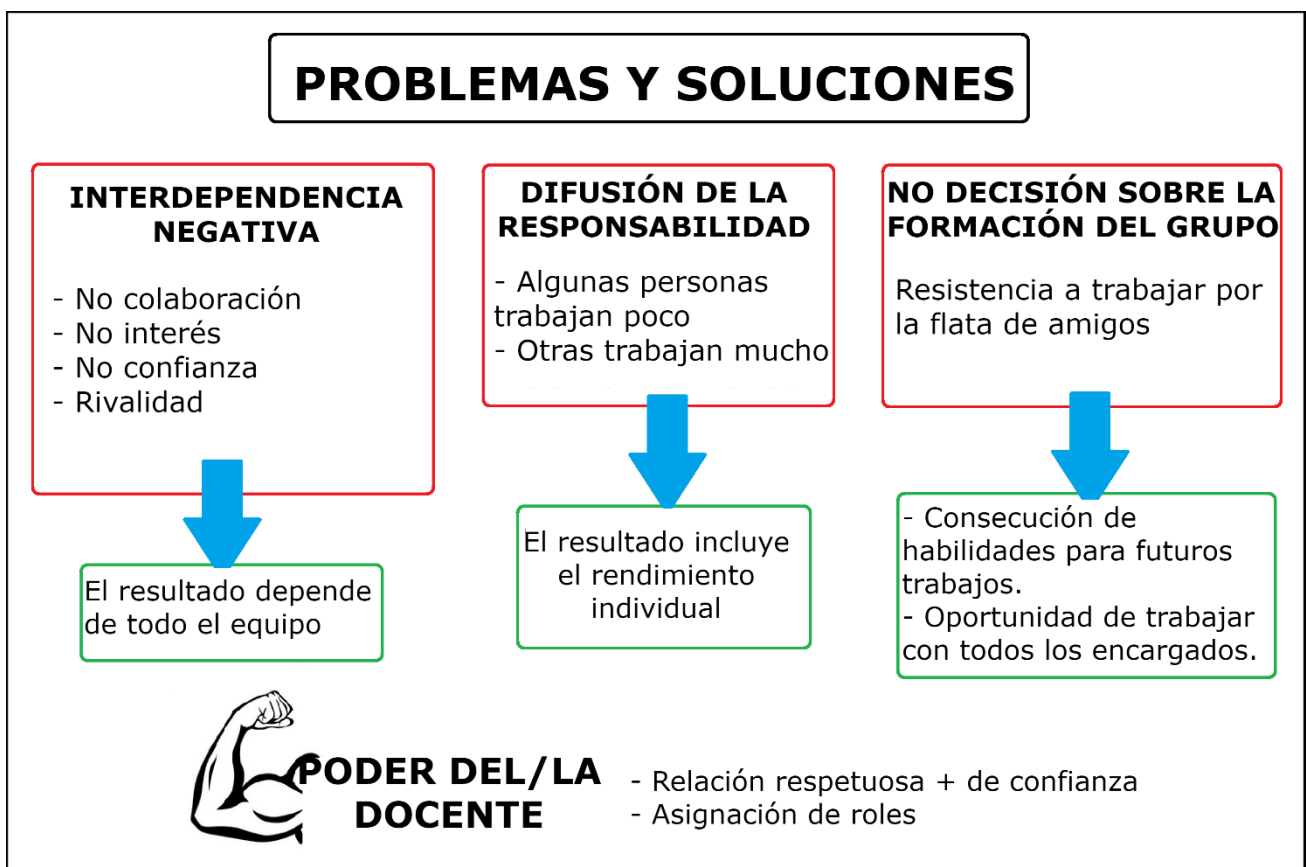 PROBLEMAS Y SOLUCIONES
INTERDEPENDENCIA
NEGATIVA
- No colaboración
- No interés
- No confianza
- Rivalidad
El resultado depende
de todo el equipo
DIFUSIÓN DE LA
RESPONSABILIDAD
- Algunas personas
trabajan poco
- Otras trabajan mucho
El resultado incluye
el rendimiento
individual
NO DECISIÓN SOBRE LA
FORMACIÓN DEL GRUPO
Resistencia a trabajar por
la flata de amigos
- Consecución de
habilidades para futuros
trabajos.
- Oportunidad de trabajar
con todos los encargados.
PODER DEL/LA
DOCENTE
- Relación respetuosa + de confianza
- Asignación de roles